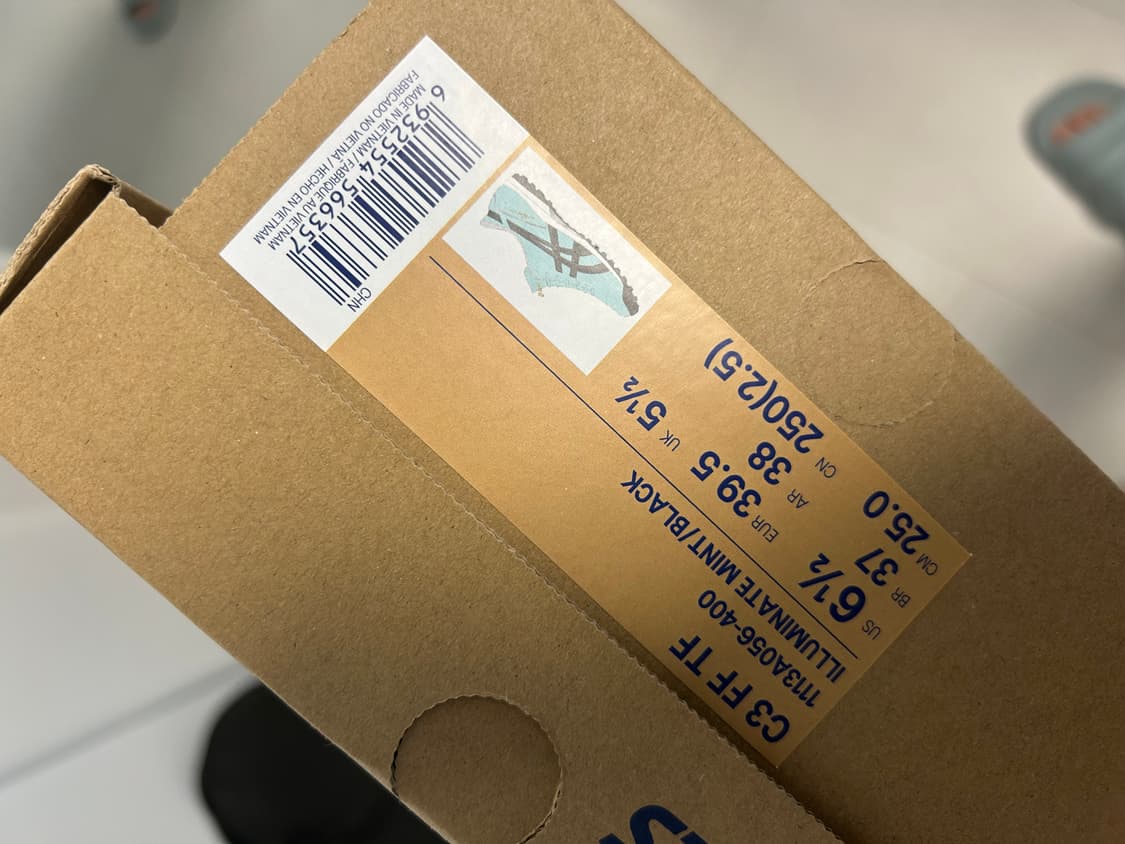 C3 FF TF
1113A056-400
ILLUMINATE MINT/BLACK
US 6½ EUR 39.5 UK 5½
BR 37 AR 38
CM 25.0 CN 250(2.5)
CHN
6 932554 566357
MADE IN VIETNAM / FABRIQUE AU VIETNAM
FABRICADO NO VIETNA / HECHO EN VIETNAM